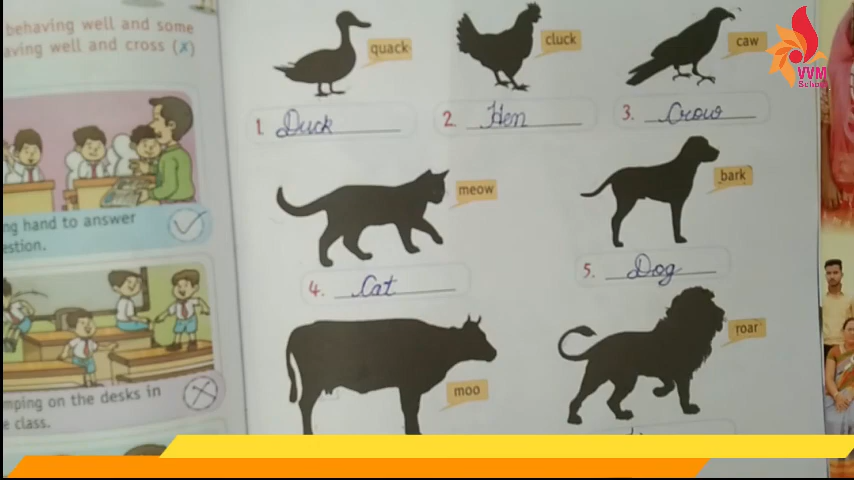 behaving well and some
aving well and cross (✗)
ng hand to answer
estion.
mping on the desks in
e class.
quack
cluck
caw
1. Duck
2. Hen
3. Crow
meow
bark
4. Cat
5. Dog
moo
roar
VVM
School